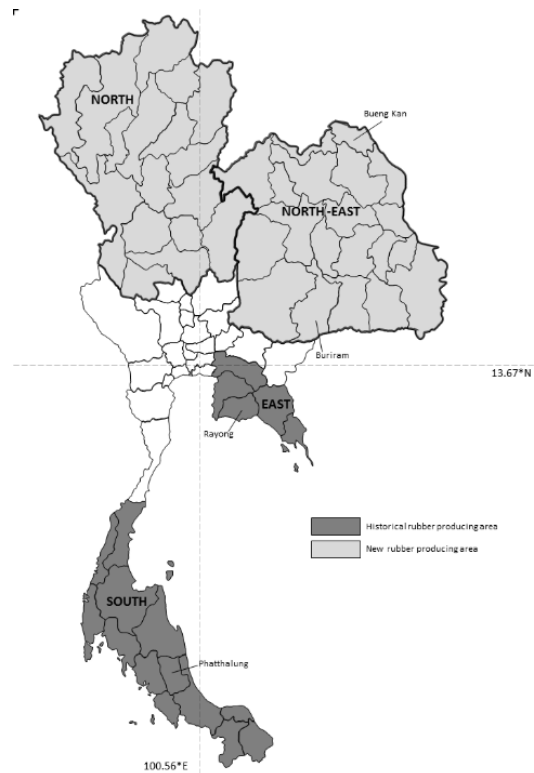 NORTH
Bueng Kan
NORTH-EAST
Buriram
13.67°N
EAST
Rayong
Historical rubber producing area
New rubber producing area
SOUTH
Phatthalung
100.56°E